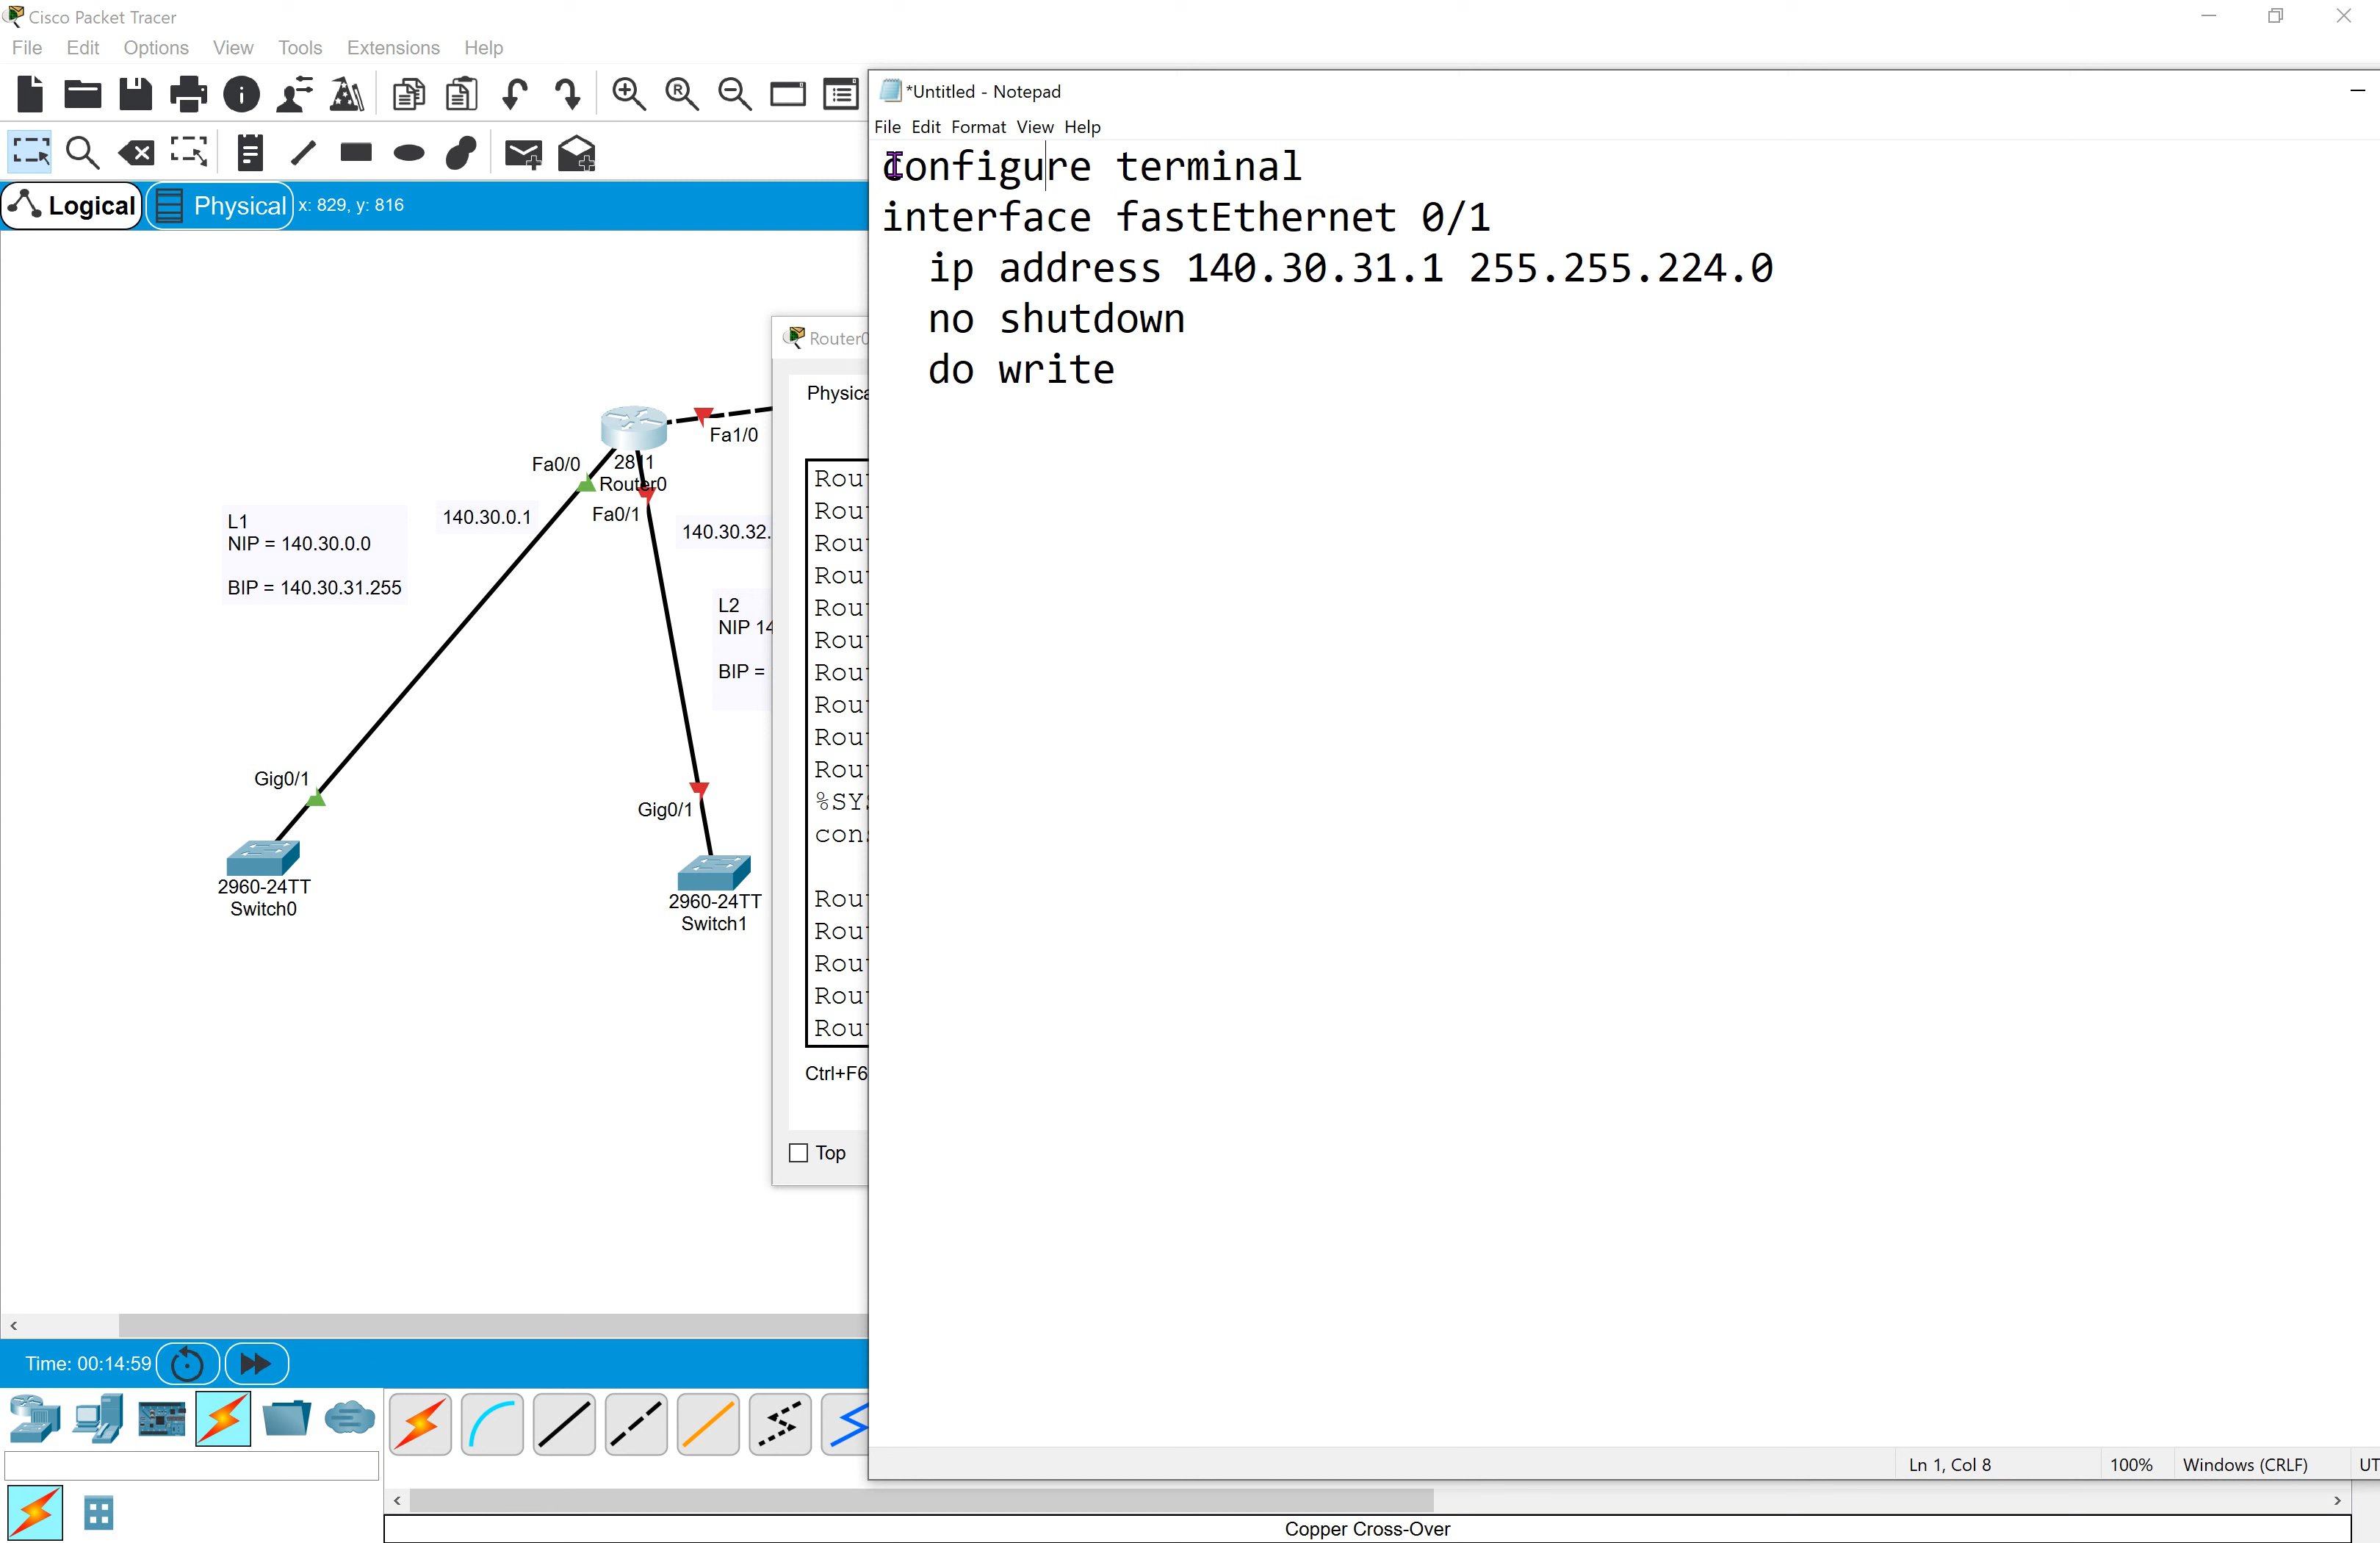 Cisco Packet Tracer
File Edit Options View Tools Extensions Help
Logical
Physical x: 829, y: 816
*Untitled - Notepad
File Edit Format View Help
configure terminal
interface fastEthernet 0/1
ip address 140.30.31.1 255.255.224.0
no shutdown
do write
Router0
Physica
Fa1/0
Fa0/0
2811
Router0
Fa0/1
140.30.0.1
140.30.32.
L1
NIP = 140.30.0.0
BIP = 140.30.31.255
L2
NIP 14
BIP =
Rou
Rou
Rou
Rou
Rou
Rou
Rou
Rou
Rou
Rou
%SYS
cons
Rou
Rou
Rou
Rou
Rou
Ctrl+F6
Top
Gig0/1
Gig0/1
2960-24TT
Switch0
2960-24TT
Switch1
Time: 00:14:59
Ln 1, Col 8
100%
Windows (CRLF)
UT
Copper Cross-Over